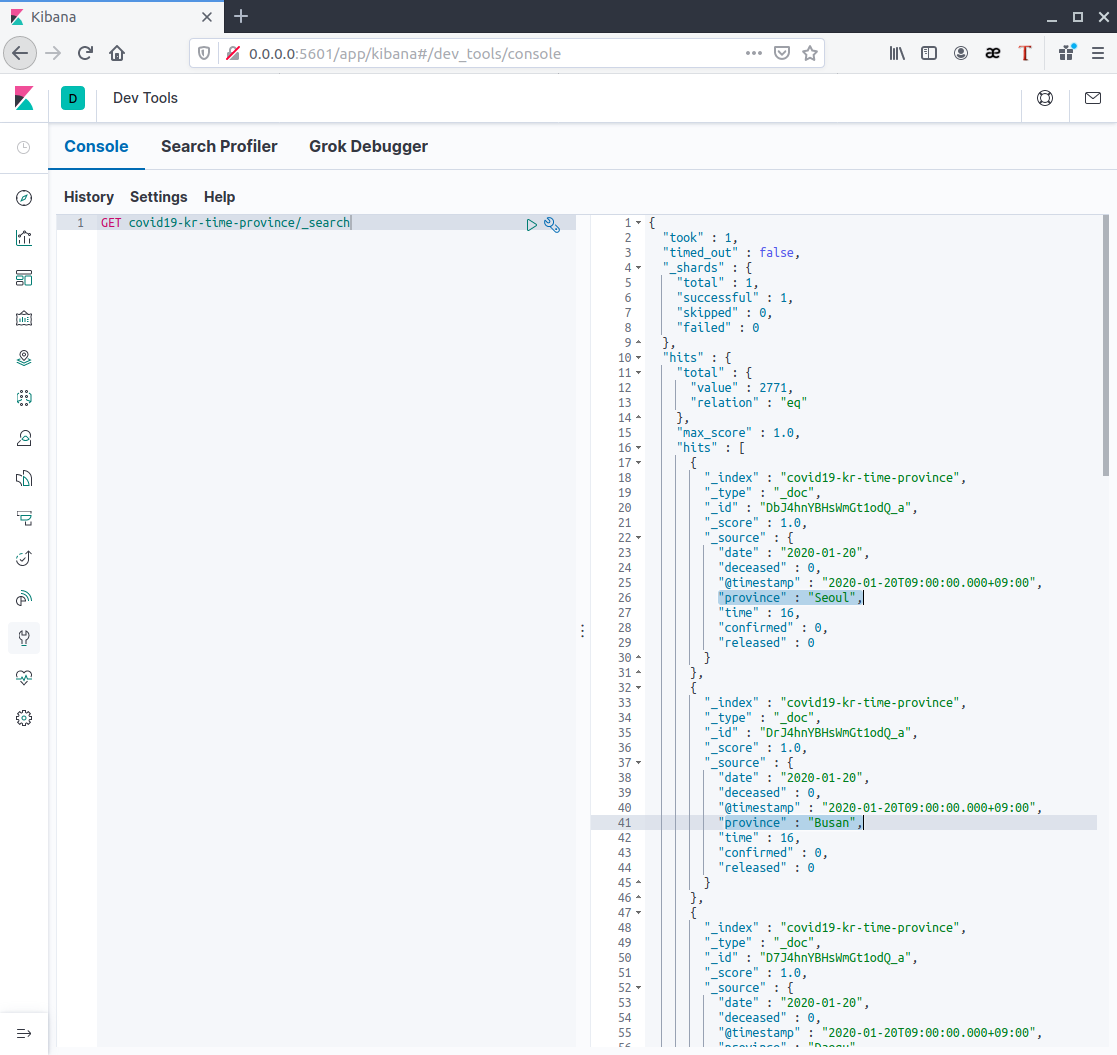 Kibana
0.0.0.0:5601/app/kibana#/dev_tools/console
D
Dev Tools
Console Search Profiler Grok Debugger
History Settings Help
1 GET covid19-kr-time-province/_search
1 {
2 "took" : 1,
3 "timed_out" : false,
4 "_shards" : {
5 "total" : 1,
6 "successful" : 1,
7 "skipped" : 0,
8 "failed" : 0
9 },
10 "hits" : {
11 "total" : {
12 "value" : 2771,
13 "relation" : "eq"
14 },
15 "max_score" : 1.0,
16 "hits" : [
17 {
18 "_index" : "covid19-kr-time-province",
19 "_type" : "_doc",
20 "_id" : "DbJ4hnYBHsWmGt1odQ_a",
21 "_score" : 1.0,
22 "_source" : {
23 "date" : "2020-01-20",
24 "deceased" : 0,
25 "@timestamp" : "2020-01-20T09:00:00.000+09:00",
26 "province" : "Seoul",
27 "time" : 16,
28 "confirmed" : 0,
29 "released" : 0
30 }
31 },
32 {
33 "_index" : "covid19-kr-time-province",
34 "_type" : "_doc",
35 "_id" : "DrJ4hnYBHsWmGt1odQ_a",
36 "_score" : 1.0,
37 "_source" : {
38 "date" : "2020-01-20",
39 "deceased" : 0,
40 "@timestamp" : "2020-01-20T09:00:00.000+09:00",
41 "province" : "Busan",
42 "time" : 16,
43 "confirmed" : 0,
44 "released" : 0
45 }
46 },
47 {
48 "_index" : "covid19-kr-time-province",
49 "_type" : "_doc",
50 "_id" : "D7J4hnYBHsWmGt1odQ_a",
51 "_score" : 1.0,
52 "_source" : {
53 "date" : "2020-01-20",
54 "deceased" : 0,
55 "@timestamp" : "2020-01-20T09:00:00.000+09:00",
56 "province" : "Daegu",